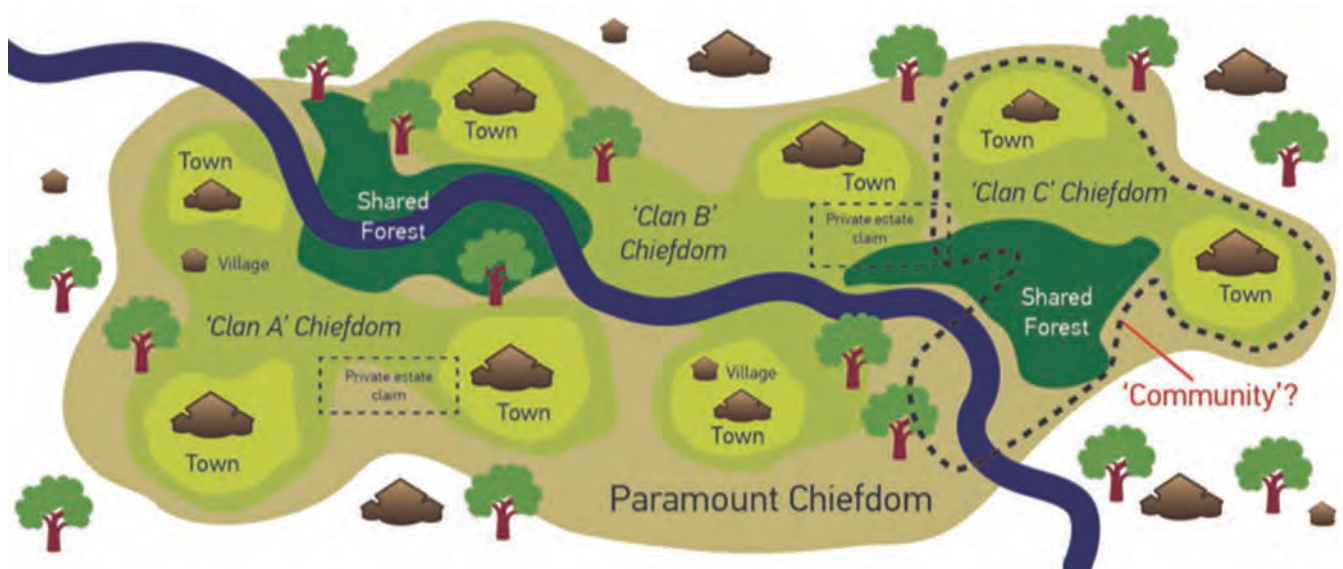 Town
Town
Town
Town
Shared
Forest
'Clan B'
Chiefdom
'Clan C' Chiefdom
Private estate
claim
Village
Town
Shared
Forest
'Clan A' Chiefdom
Private estate
claim
Village
Town
Town
Town
'Community'?
Paramount Chiefdom